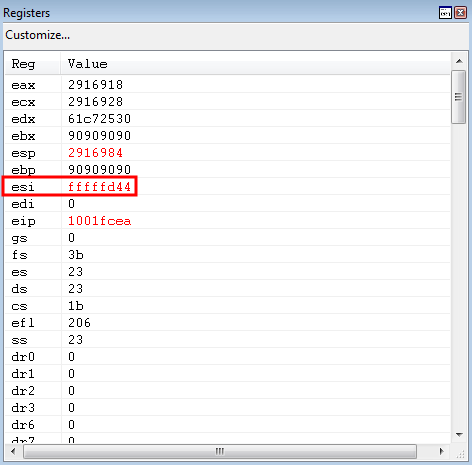 Registers
Customize...
Reg Value
eax 2916918
ecx 2916928
edx 61c72530
ebx 90909090
esp 2916984
ebp 90909090
esi fffffd44
edi 0
eip 1001fcea
gs 0
fs 3b
es 23
ds 23
cs 1b
efl 206
ss 23
dr0 0
dr1 0
dr2 0
dr3 0
dr6 0
dr7 0